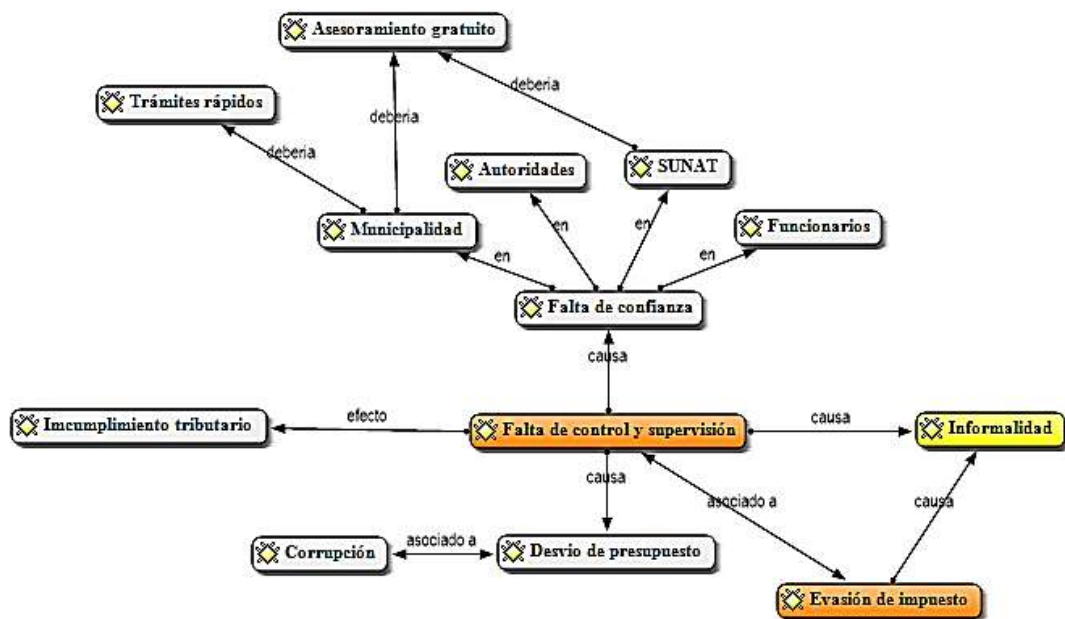 Asesoramiento gratuito
deberia
Trámites rápidos
deberia
deberia
Autoridades
SUNAT
Municipalidad
en
en
Funcionarios
en
en
Falta de confianza
causa
Imcumplimiento tributario
efecto
Falta de control y supervisión
causa
Informalidad
causa
asociado a
causa
Corrupción
asociado a
Desvio de presupuesto
Evasión de impuesto